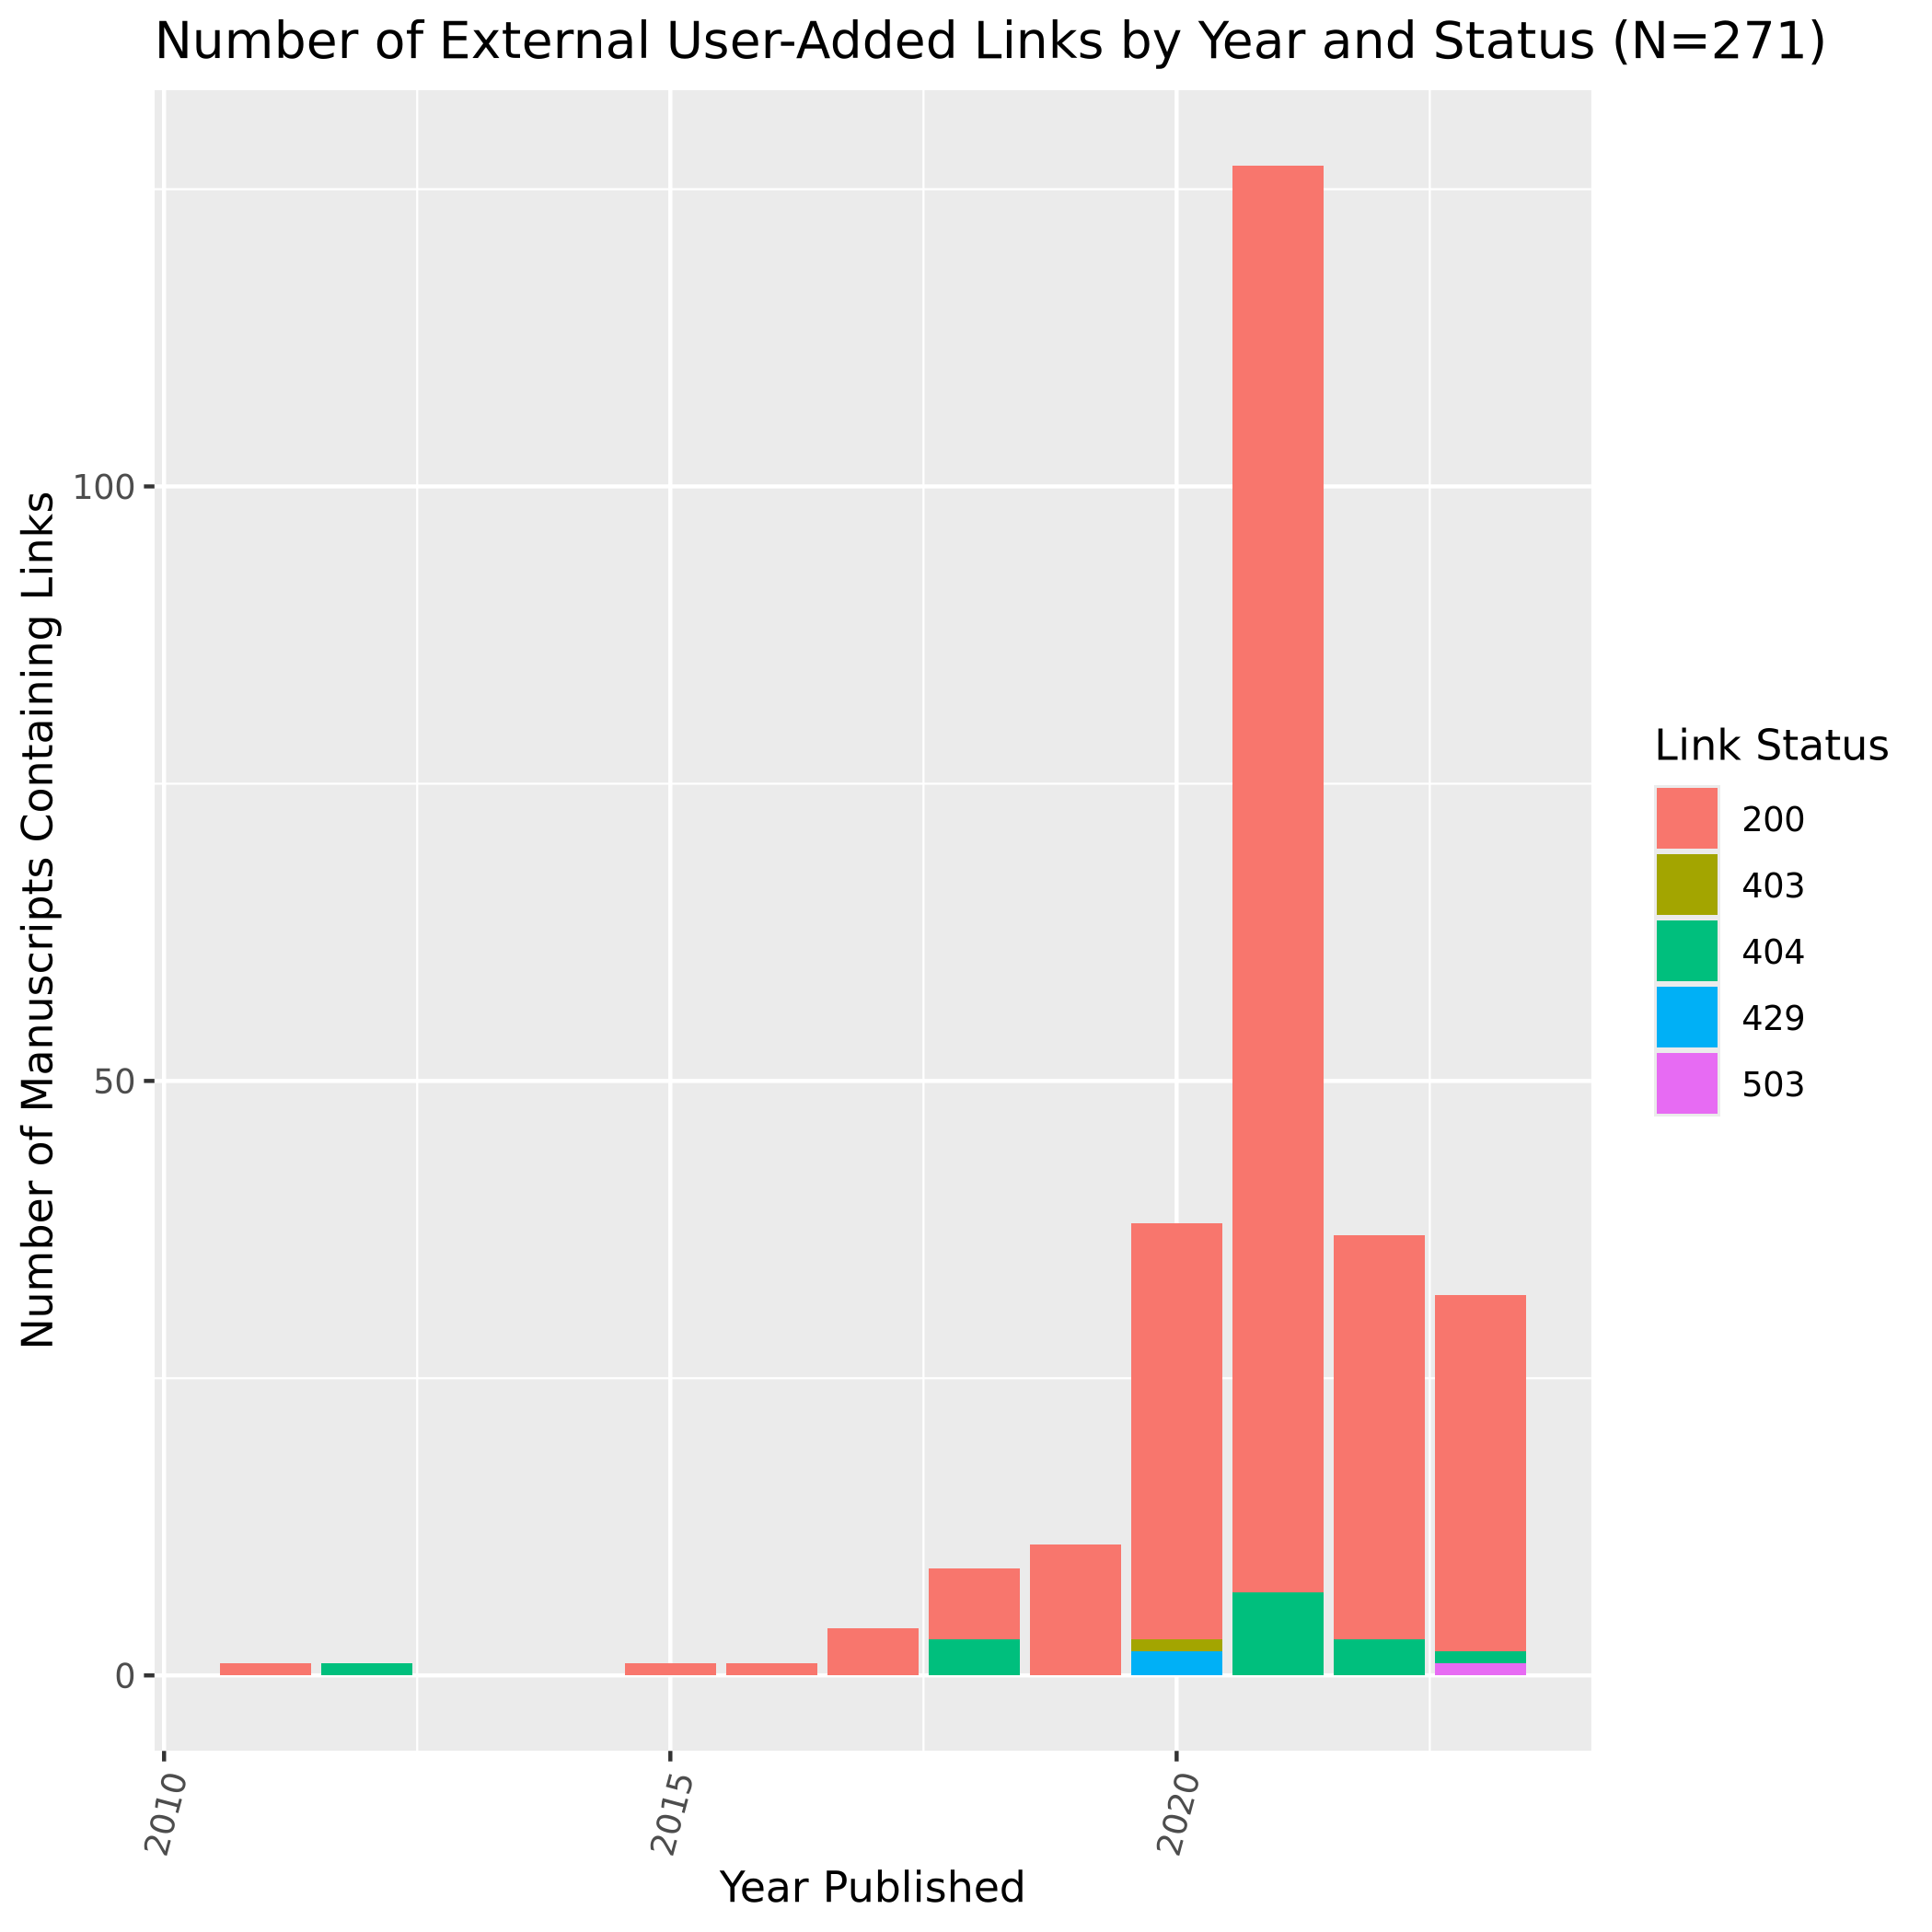 Number of External User-Added Links by Year and Status (N=271)
Number of Manuscripts Containing Links
100
50
0
2010
2015
2020
Year Published
Link Status
200
403
404
429
503